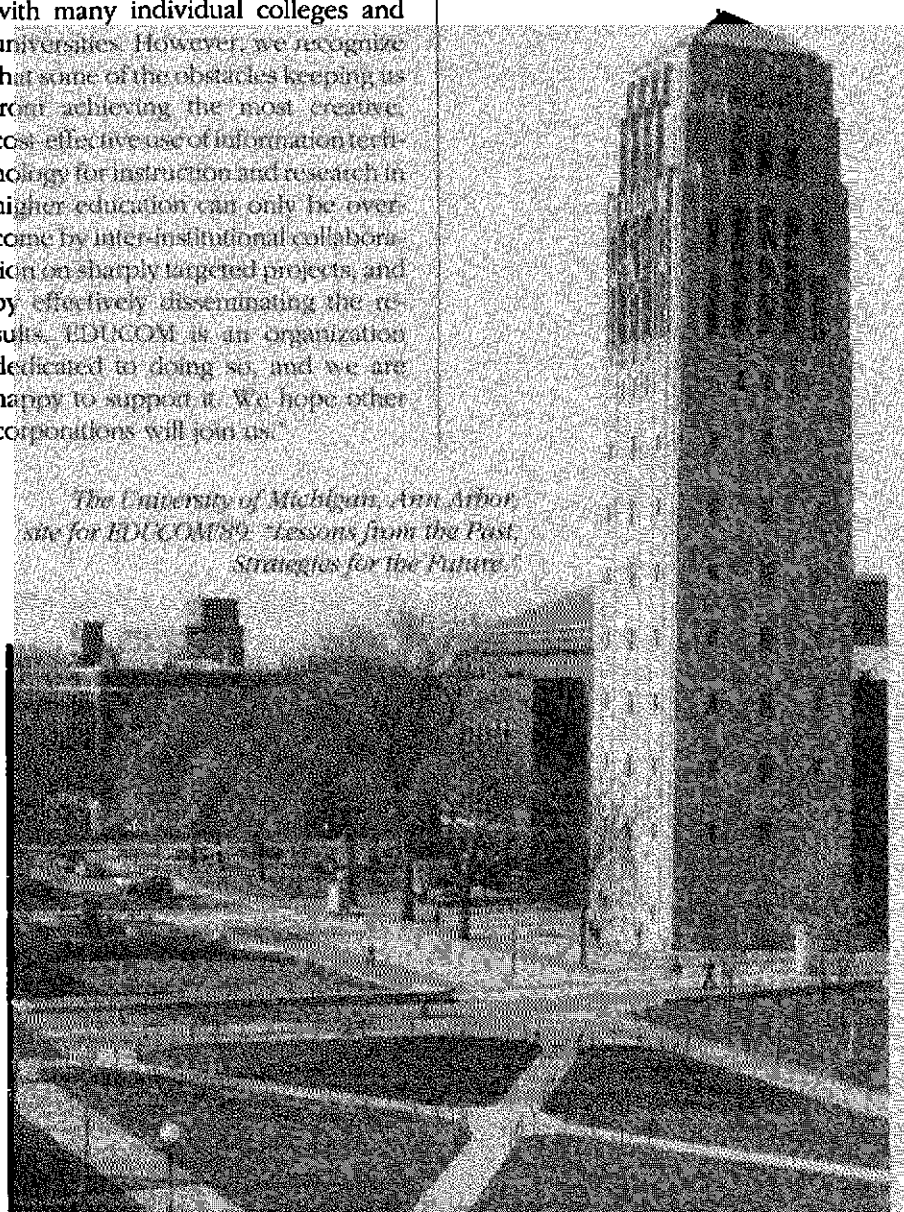 with many individual colleges and
universities. However, we recognize
that some of the obstacles keeping us
from achieving the most creative,
cost-effective use of information tech-
nology for instruction and research in
higher education can only be over-
come by inter-institutional collabora-
tion on sharply targeted projects, and
by effectively disseminating the re-
sults. EDUCOM is an organization
dedicated to doing so, and we are
happy to support it. We hope other
corporations will join us."
The University of Michigan, Ann Arbor,
site for EDUCOM'89. "Lessons from the Past,
Strategies for the Future."